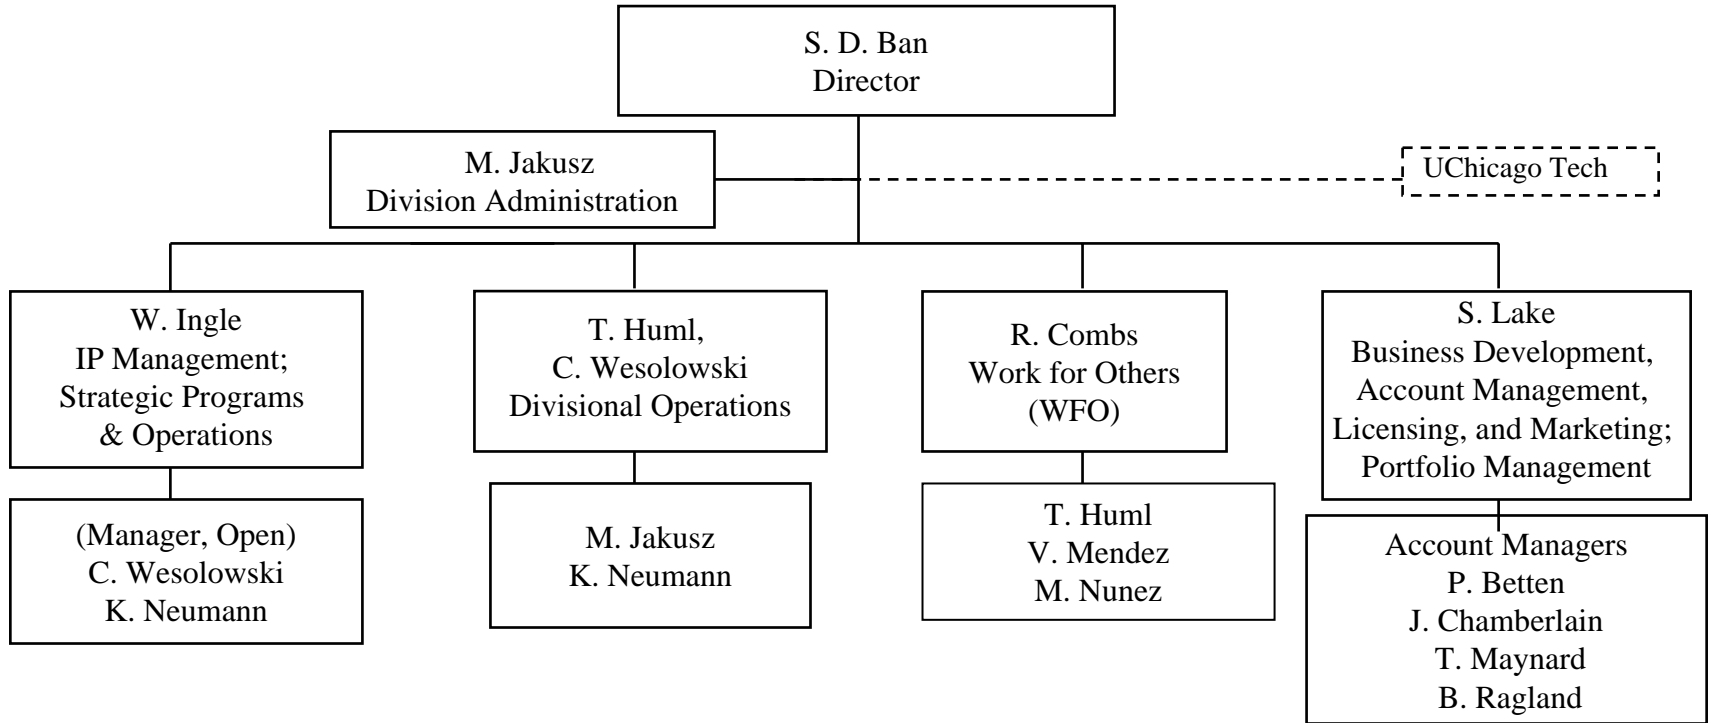 S. D. Ban
Director
M. Jakusz
Division Administration
UChicago Tech
W. Ingle
IP Management;
Strategic Programs
& Operations
T. Huml,
C. Wesolowski
Divisional Operations
R. Combs
Work for Others
(WFO)
S. Lake
Business Development,
Account Management,
Licensing, and Marketing;
Portfolio Management
(Manager, Open)
C. Wesolowski
K. Neumann
M. Jakusz
K. Neumann
T. Huml
V. Mendez
M. Nunez
Account Managers
P. Betten
J. Chamberlain
T. Maynard
B. Ragland